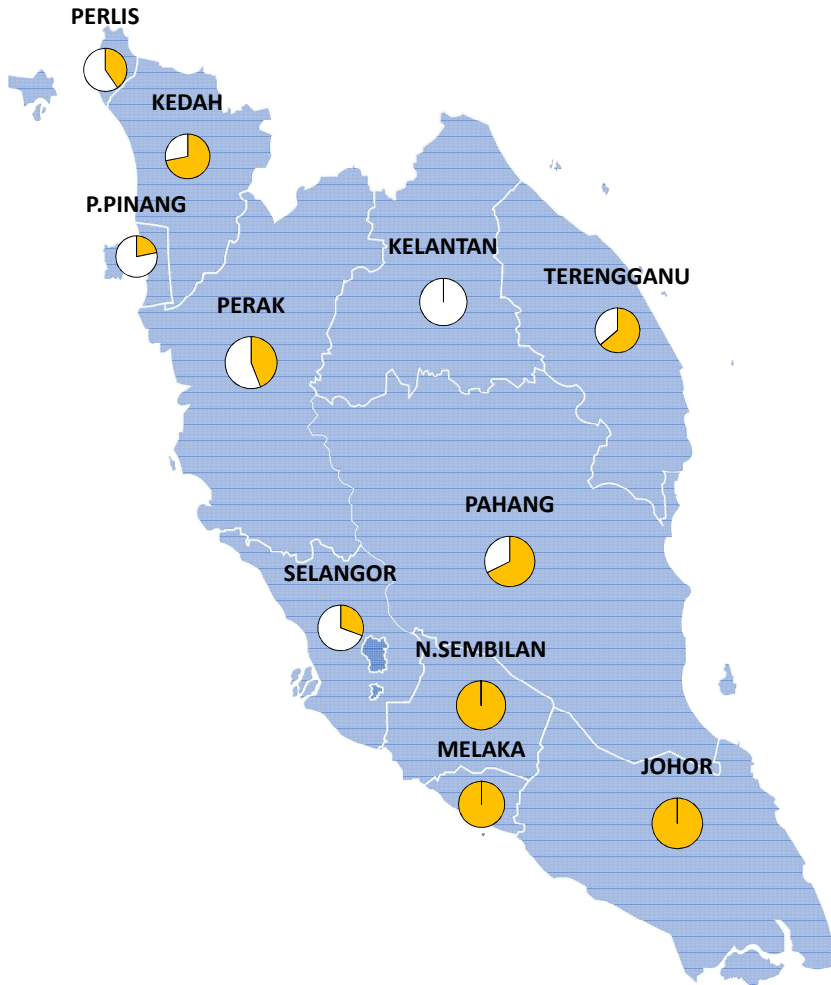 PERLIS
KEDAH
P.PINANG
KELANTAN
TERENGGANU
PERAK
PAHANG
SELANGOR
N.SEMBILAN
MELAKA
JOHOR